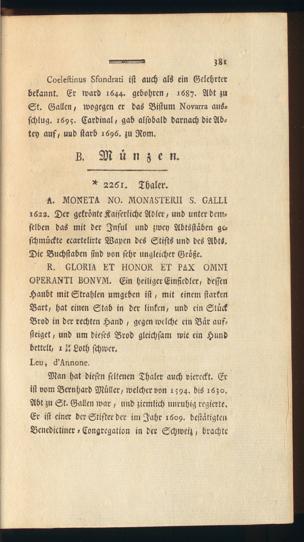 381
Coelestinus Sfondrati ist auch als ein Gelehrter
bekannt. Er ward 1644. gebohren, 1687. Abt zu
St. Gallen, wogegen er das Bistum Novarra aus-
schlug. 1695. Cardinal, gab alsobald darnach die Ab-
tey auf, und starb 1696. zu Rom.
B. Münzen.
* 2261. Thaler.
A. MONETA NO. MONASTERII S. GALLI
1622. Der gekrönte Kaiserliche Adler, und unter dem-
selben das mit der Insul und zwey Abtsstäben ge-
schmückte ecartelirte Wapen des Stifts und des Abts.
Die Buchstaben sind von sehr ungleicher Größe.
R. GLORIA ET HONOR ET PAX OMNI
OPERANTI BONVM. Ein heiliger Einsiedler, dessen
Haubt mit Strahlen umgeben ist, mit einem starken
Bart, hat einen Stab in der linken, und ein Stück
Brod in der rechten Hand, gegen welche ein Bär auf-
steiget, und um dieses Brod gleichsam wie ein Hund
bettelt, 1 Loth schwer.
Leu, d'Annone.
Man hat diesen seltenen Thaler auch viereckt. Er
ist vom Bernhard Müller, welcher von 1594. bis 1630.
Abt zu St. Gallen war, und ziemlich unruhig regierte.
Er ist einer der Stifter der im Jahr 1609. bestätigten
Benedictiner-Congregation in der Schweiz, brachte